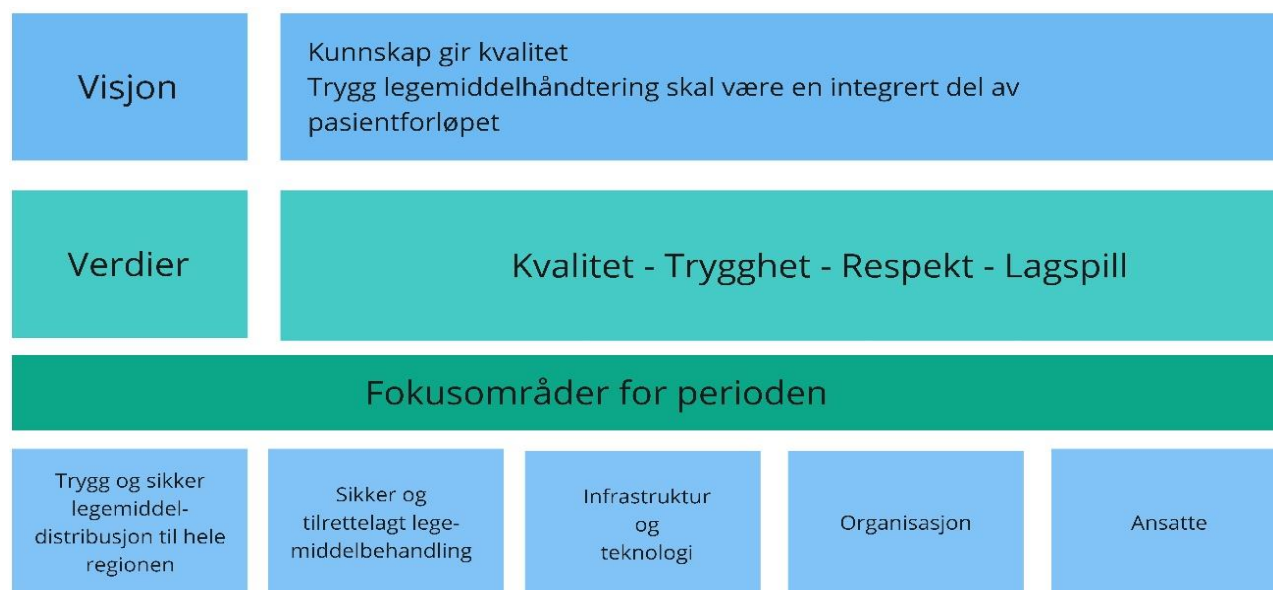 Visjon
Kunnskap gir kvalitet
Trygg legemiddelhåndtering skal være en integrert del av
pasientforløpet
Verdier
Kvalitet - Trygghet - Respekt - Lagspill
Fokusområder for perioden
Trygg og sikker
legemiddel-
distribusjon til hele
regionen
Sikker og
tilrettelagt lege-
middelbehandling
Infrastruktur
og
teknologi
Organisasjon
Ansatte